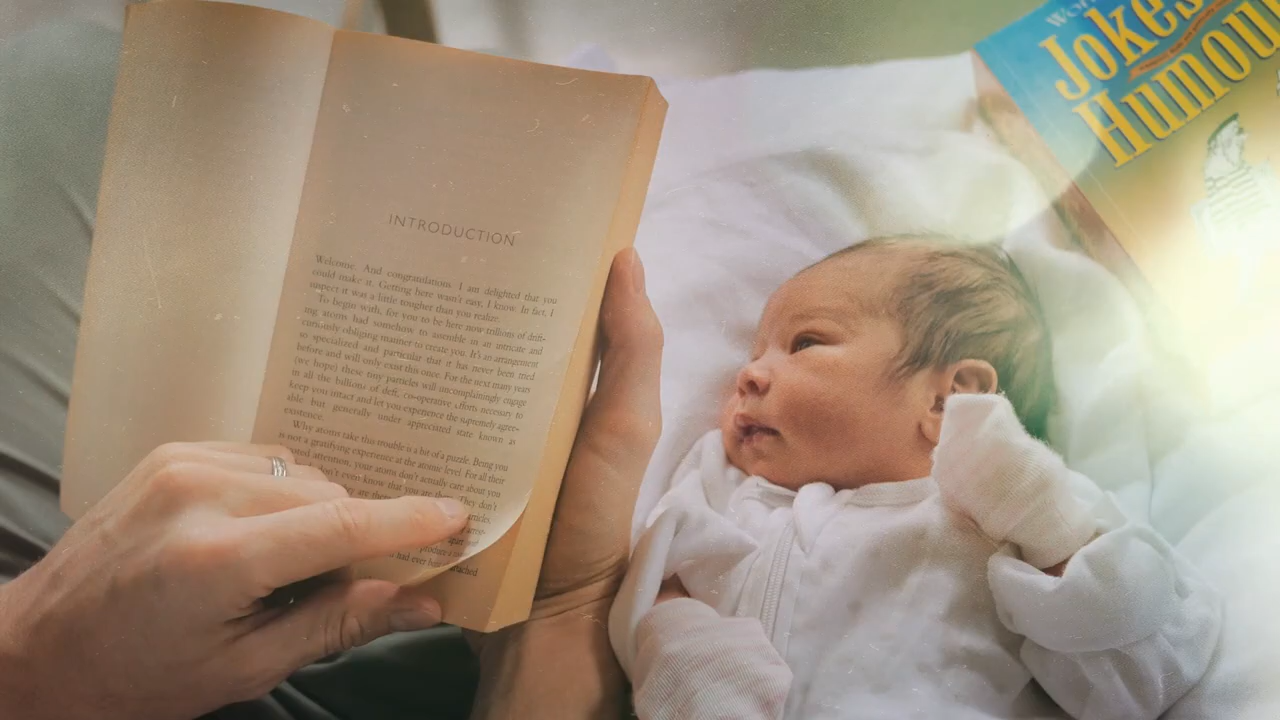 INTRODUCTION
Welcome. And congratulations. I am delighted that you
could make it. Getting here wasn't easy, I know. In fact, I
suspect it was a little tougher than you realize.
To begin with, for you to be here now trillions of drift-
ing atoms had somehow to assemble in an intricate and
curiously obliging manner to create you. It's an arrangement
so specialized and particular that it has never been tried
before and will only exist this once. For the next many years
(we hope) these tiny particles will uncomplainingly engage
in all the billions of deft, co-operative efforts necessary to
keep you intact and let you experience the supremely agree-
able but generally under appreciated state known as
existence.
Why atoms take this trouble is a bit of a puzzle. Being you
is not a gratifying experience at the atomic level. For all their
attention, your atoms don't actually care about you
don't even know that you are there. They don't
they are there
particles,
apart
produce a
had ever been attached.
Jokes
Humour